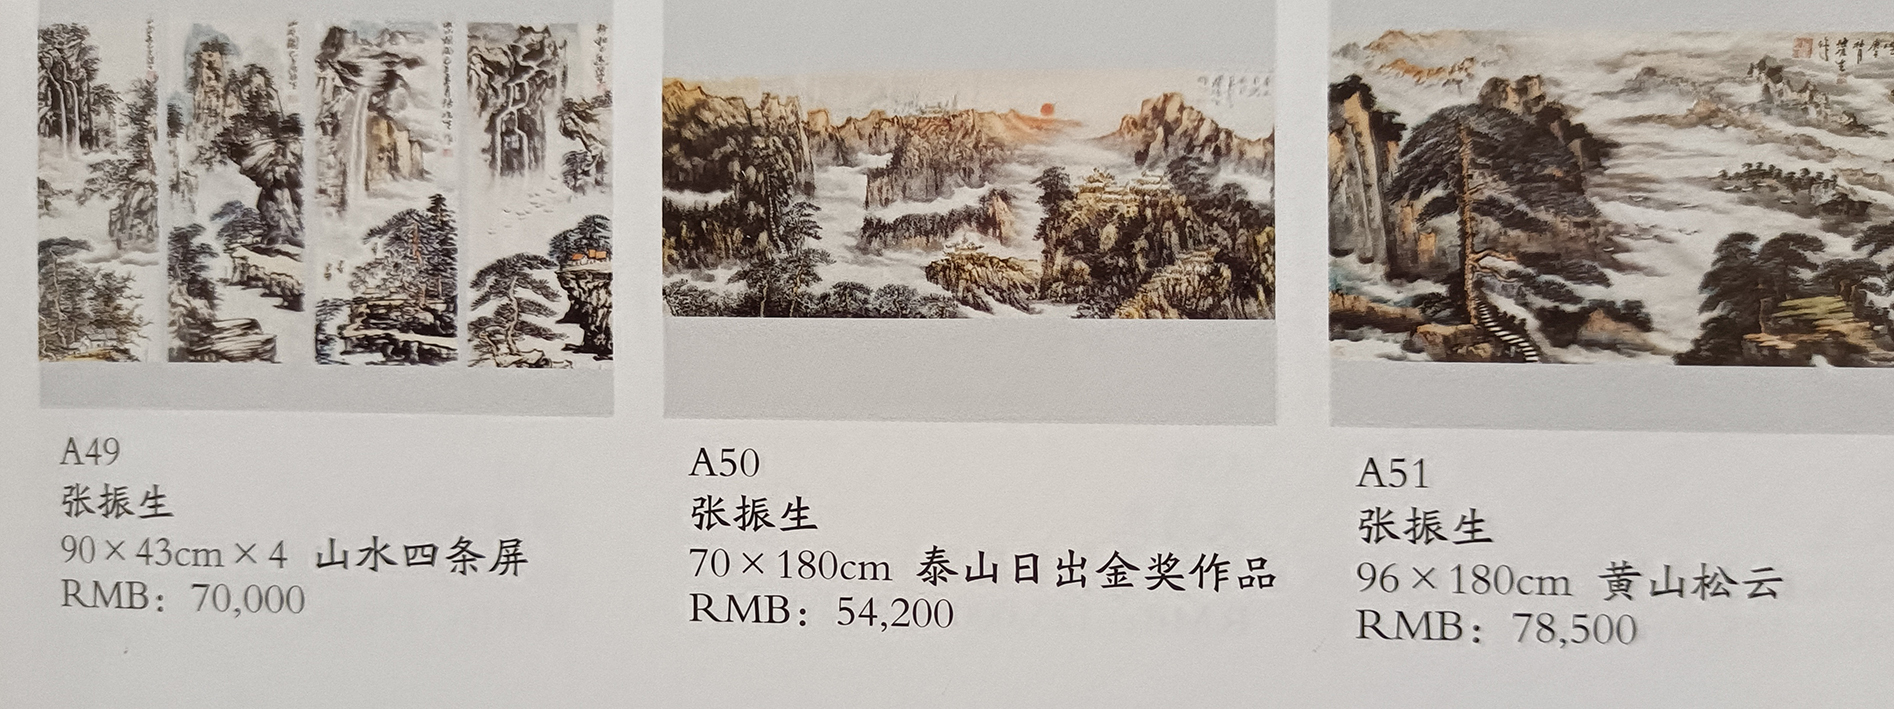 A49
张振生
90×43cm×4 山水四条屏
RMB：70,000
A50
张振生
70×180cm 泰山日出金奖作品
RMB：54,200
A51
张振生
96×180cm 黄山松云
RMB：78,500